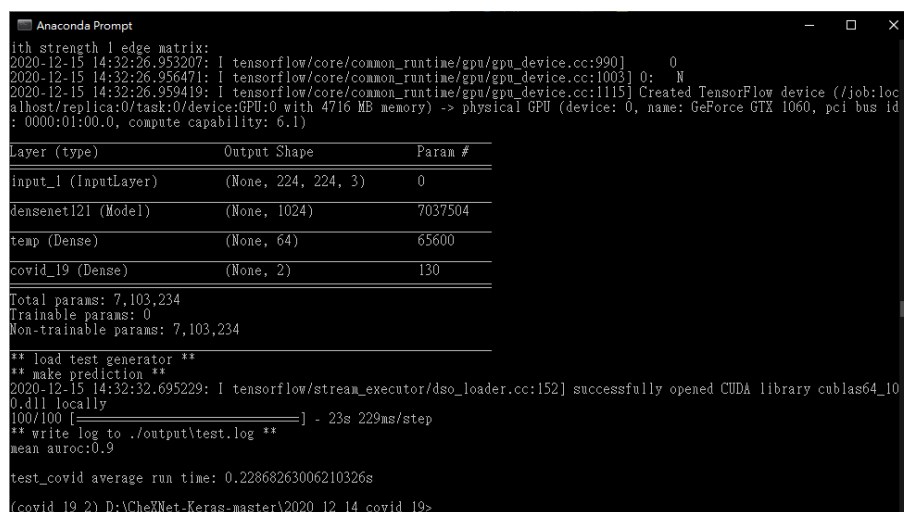 Anaconda Prompt
ith strength 1 edge matrix:
2020-12-15 14:32:26.953207: I tensorflow/core/common_runtime/gpu/gpu_device.cc:990]      0
2020-12-15 14:32:26.956471: I tensorflow/core/common_runtime/gpu/gpu_device.cc:1003] 0:   N
2020-12-15 14:32:26.959419: I tensorflow/core/common_runtime/gpu/gpu_device.cc:1115] Created TensorFlow device (/job:loc
alhost/replica:0/task:0/device:GPU:0 with 4716 MB memory) -> physical GPU (device: 0, name: GeForce GTX 1060, pci bus id
: 0000:01:00.0, compute capability: 6.1)
Layer (type) Output Shape Param #
input_1 (InputLayer) (None, 224, 224, 3) 0
densenet121 (Model) (None, 1024) 7037504
temp (Dense) (None, 64) 65600
covid_19 (Dense) (None, 2) 130
Total params: 7,103,234
Trainable params: 0
Non-trainable params: 7,103,234
** load test generator **
** make prediction **
2020-12-15 14:32:32.695229: I tensorflow/stream_executor/dso_loader.cc:152] successfully opened CUDA library cublas64_10
0.dll locally
100/100 [==============================] - 23s 229ms/step
** write log to ./output\test.log **
mean auroc:0.9
test_covid average run time: 0.22868263006210326s
(covid_19_2) D:\CheXNet-Keras-master\2020_12_14_covid_19>